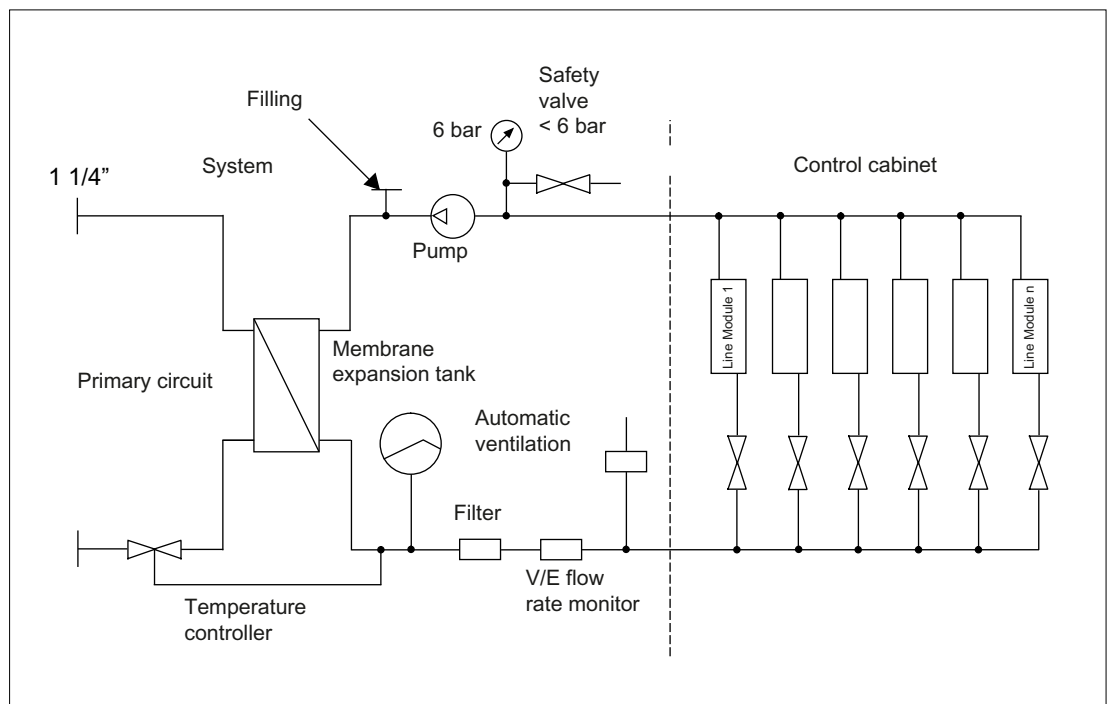 Safety
valve
< 6 bar
Filling
6 bar
System
Control cabinet
1 1/4”
Pump
Line Module 1
Line Module n
Membrane
expansion tank
Primary circuit
Automatic
ventilation
Filter
V/E flow
rate monitor
Temperature
controller